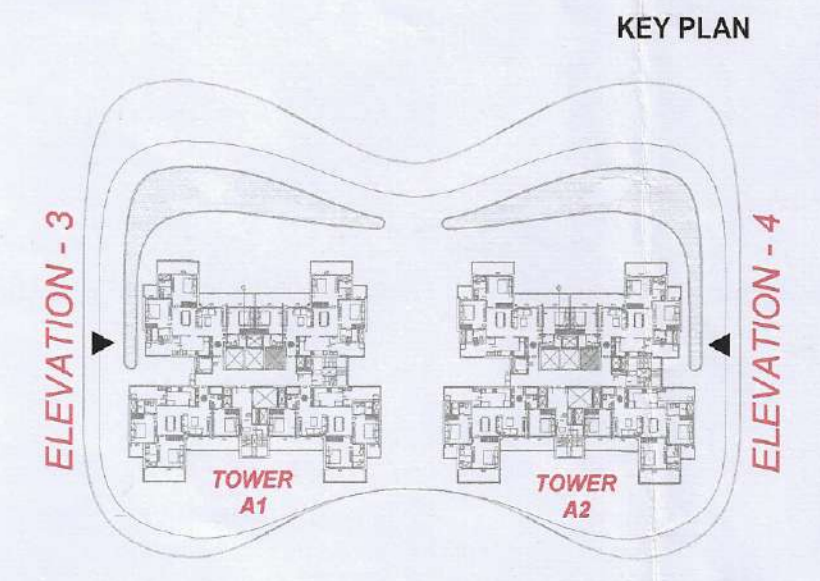 KEY PLAN
ELEVATION - 3
ELEVATION - 4
TOWER
A1
TOWER
A2